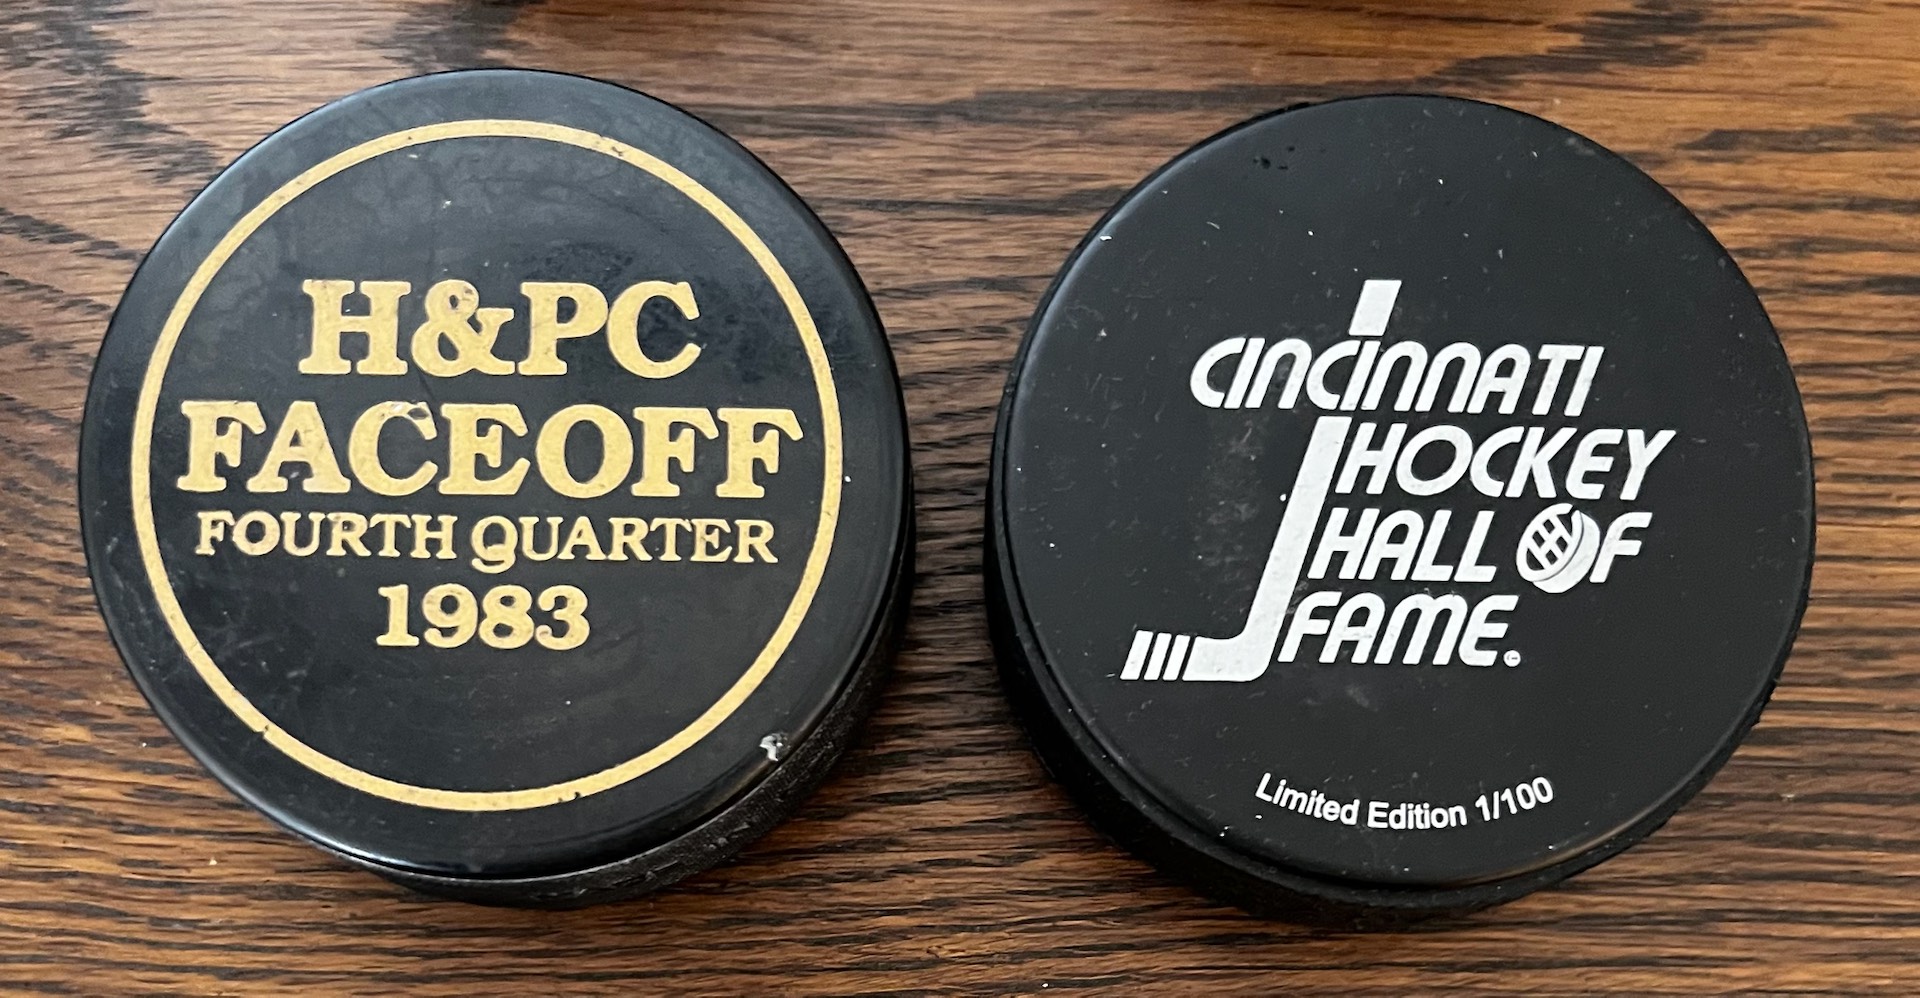 H&PC
FACEOFF
FOURTH QUARTER
1983
CINCINNATI
HOCKEY
HALL OF
FAME.
Limited Edition 1/100